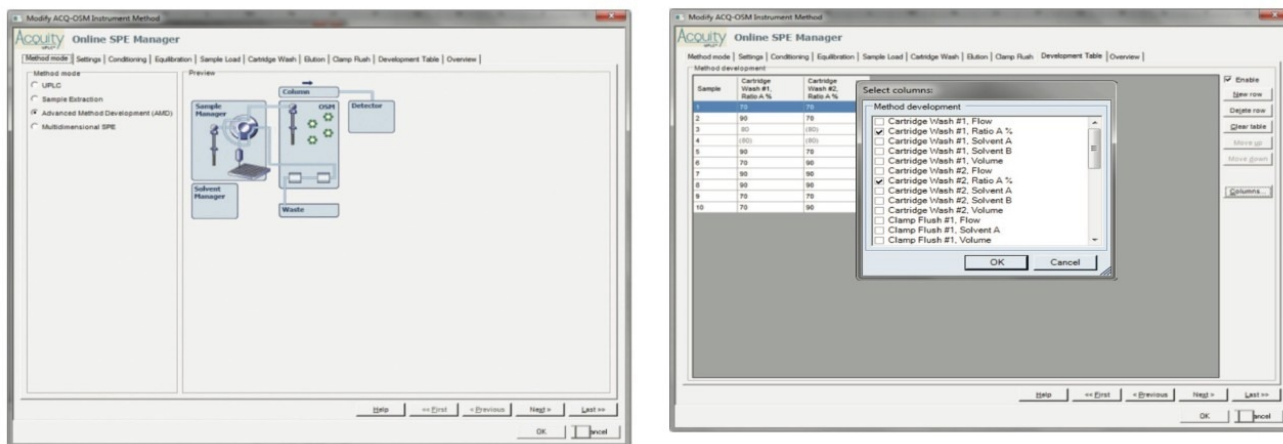 Modify ACQ-OSM Instrument Method
Acquity Online SPE Manager
UPLC
Method mode | Settings | Conditioning | Equilibration | Sample Load | Cartridge Wash | Elution | Clamp Flush | Development Table | Overview |
Method mode
UPLC
Sample Extraction
Advanced Method Development (AMD)
Multidimensional SPE
Preview
Column
Sample Manager
OSM
Detector
Solvent Manager
Waste
Help << First < Previous Next > Last >>
OK ancel
Modify ACQ-OSM Instrument Method
Acquity Online SPE Manager
UPLC
Method mode | Settings | Conditioning | Equilibration | Sample Load | Cartridge Wash | Elution | Clamp Flush | Development Table | Overview |
Method development
Sample Cartridge Wash #1, Ratio A % Cartridge Wash #2, Ratio A %
1 70 70
2 90 70
3 80 (80)
4 (80) (80)
5 90 70
6 70 90
7 90 90
8 90 90
9 70 70
10 70 90
Select columns:
Method development
Cartridge Wash #1, Flow
Cartridge Wash #1, Ratio A %
Cartridge Wash #1, Solvent A
Cartridge Wash #1, Solvent B
Cartridge Wash #1, Volume
Cartridge Wash #2, Flow
Cartridge Wash #2, Ratio A %
Cartridge Wash #2, Solvent A
Cartridge Wash #2, Solvent B
Cartridge Wash #2, Volume
Clamp Flush #1, Flow
Clamp Flush #1, Solvent A
Clamp Flush #1, Volume
OK Cancel
Enable
New row
Delete row
Clear table
Move up
Move down
Columns...
Help << First < Previous Next > Last >>
OK ancel